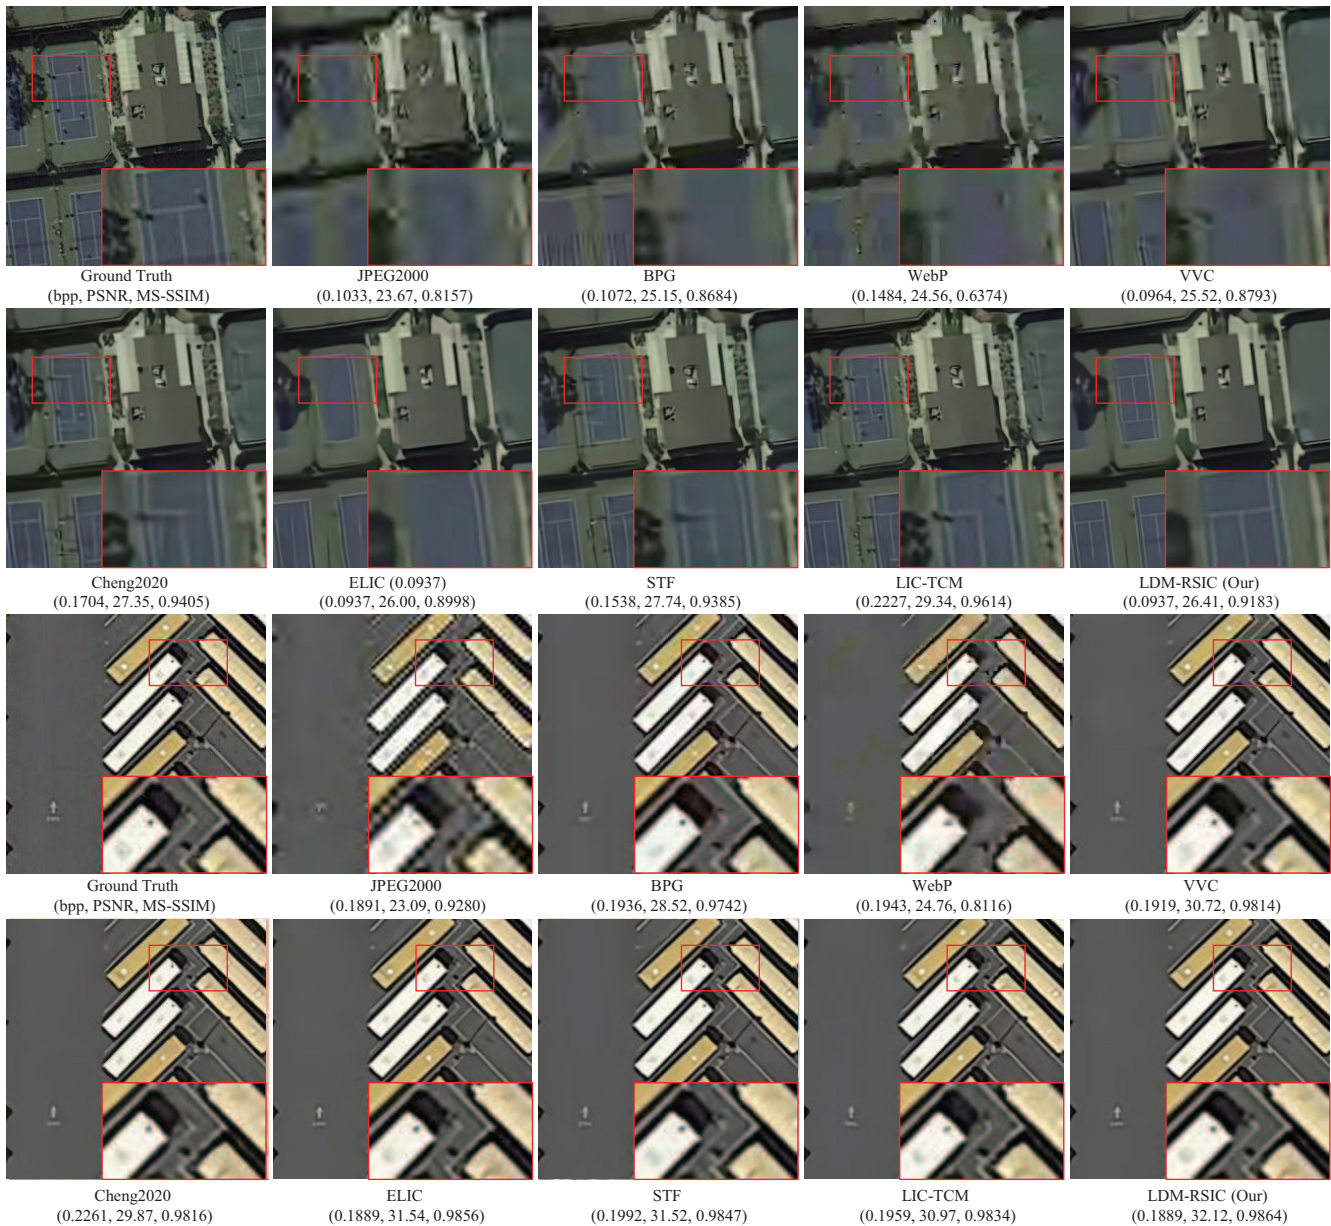 Ground Truth
(bpp, PSNR, MS-SSIM)
JPEG2000
(0.1033, 23.67, 0.8157)
BPG
(0.1072, 25.15, 0.8684)
WebP
(0.1484, 24.56, 0.6374)
VVC
(0.0964, 25.52, 0.8793)
Cheng2020
(0.1704, 27.35, 0.9405)
ELIC (0.0937)
(0.0937, 26.00, 0.8998)
STF
(0.1538, 27.74, 0.9385)
LIC-TCM
(0.2227, 29.34, 0.9614)
LDM-RSIC (Our)
(0.0937, 26.41, 0.9183)
Ground Truth
(bpp, PSNR, MS-SSIM)
JPEG2000
(0.1891, 23.09, 0.9280)
BPG
(0.1936, 28.52, 0.9742)
WebP
(0.1943, 24.76, 0.8116)
VVC
(0.1919, 30.72, 0.9814)
Cheng2020
(0.2261, 29.87, 0.9816)
ELIC
(0.1889, 31.54, 0.9856)
STF
(0.1992, 31.52, 0.9847)
LIC-TCM
(0.1959, 30.97, 0.9834)
LDM-RSIC (Our)
(0.1889, 32.12, 0.9864)